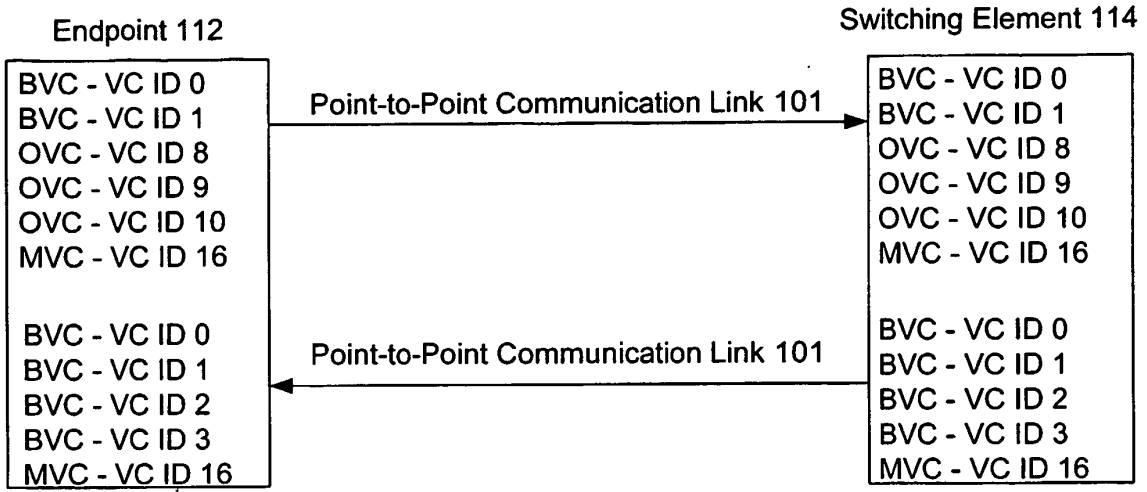 Endpoint 112
Switching Element 114
BVC - VC ID 0
BVC - VC ID 1
OVC - VC ID 8
OVC - VC ID 9
OVC - VC ID 10
MVC - VC ID 16
BVC - VC ID 0
BVC - VC ID 1
BVC - VC ID 2
BVC - VC ID 3
MVC - VC ID 16
Point-to-Point Communication Link 101
Point-to-Point Communication Link 101
BVC - VC ID 0
BVC - VC ID 1
OVC - VC ID 8
OVC - VC ID 9
OVC - VC ID 10
MVC - VC ID 16
BVC - VC ID 0
BVC - VC ID 1
BVC - VC ID 2
BVC - VC ID 3
MVC - VC ID 16